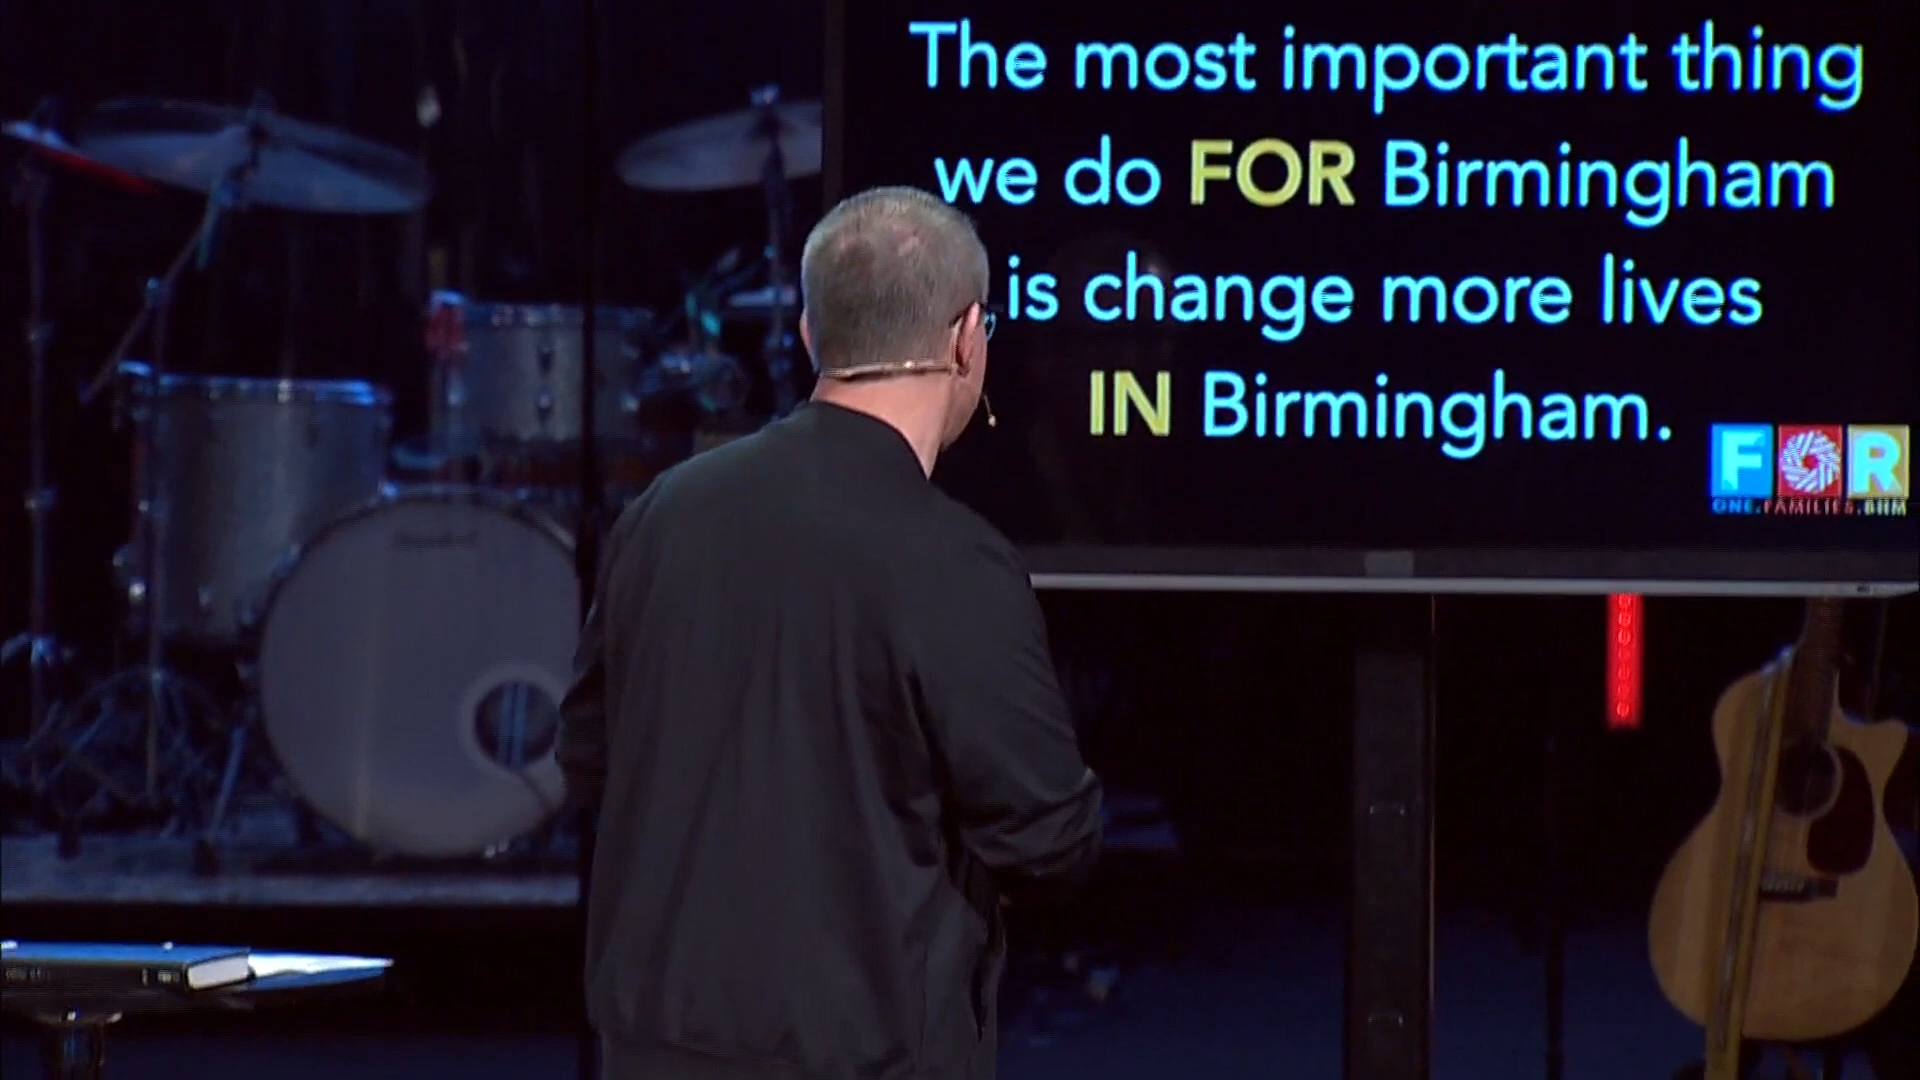 The most important thing
we do FOR Birmingham
is change more lives
IN Birmingham.
FOR
ONE.FAMILIES.BHM